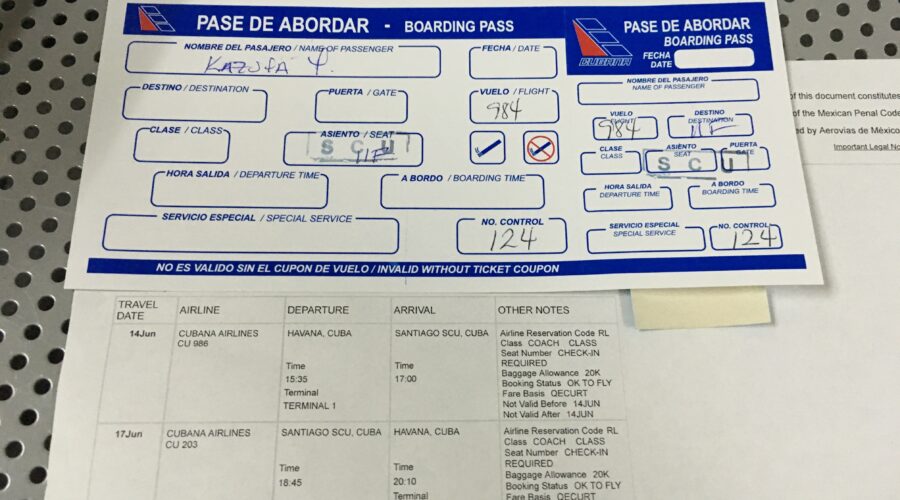 PASE DE ABORDAR - BOARDING PASS
NOMBRE DEL PASAJERO / NAME OF PASSENGER
KAZUFA Y.
FECHA / DATE
DESTINO / DESTINATION
PUERTA / GATE
VUELO / FLIGHT
984
CLASE / CLASS
ASIENTO / SEAT
SCU
11F
HORA SALIDA / DEPARTURE TIME
A BORDO / BOARDING TIME
SERVICIO ESPECIAL / SPECIAL SERVICE
NO. CONTROL
124
NO ES VALIDO SIN EL CUPON DE VUELO / INVALID WITHOUT TICKET COUPON
CUBANA
PASE DE ABORDAR
BOARDING PASS
FECHA
DATE
NOMBRE DEL PASAJERO
NAME OF PASSENGER
VUELO
FLIGHT
984
DESTINO
DESTINATION
11F
CLASE
CLASS
ASIENTO
SEAT
PUERTA
GATE
SCU
HORA SALIDA
DEPARTURE TIME
A BORDO
BOARDING TIME
SERVICIO ESPECIAL
SPECIAL SERVICE
NO. CONTROL
124
of this document constitutes
of the Mexican Penal Code
ed by Aerovias de México
Important Legal No
TRAVEL DATE AIRLINE DEPARTURE ARRIVAL OTHER NOTES
14Jun
CUBANA AIRLINES
CU 986
HAVANA, CUBA
Time
15:35
Terminal
TERMINAL 1
SANTIAGO SCU, CUBA
Time
17:00
Airline Reservation Code RL
Class COACH CLASS
Seat Number CHECK-IN
REQUIRED
Baggage Allowance 20K
Booking Status OK TO FLY
Fare Basis QECURT
Not Valid Before 14JUN
Not Valid After 14JUN
17Jun
CUBANA AIRLINES
CU 203
SANTIAGO SCU, CUBA
Time
18:45
HAVANA, CUBA
Time
20:10
Terminal
Airline Reservation Code RL
Class COACH CLASS
Seat Number CHECK-IN
REQUIRED
Baggage Allowance 20K
Booking Status OK TO FLY
Fare Basis QECURT